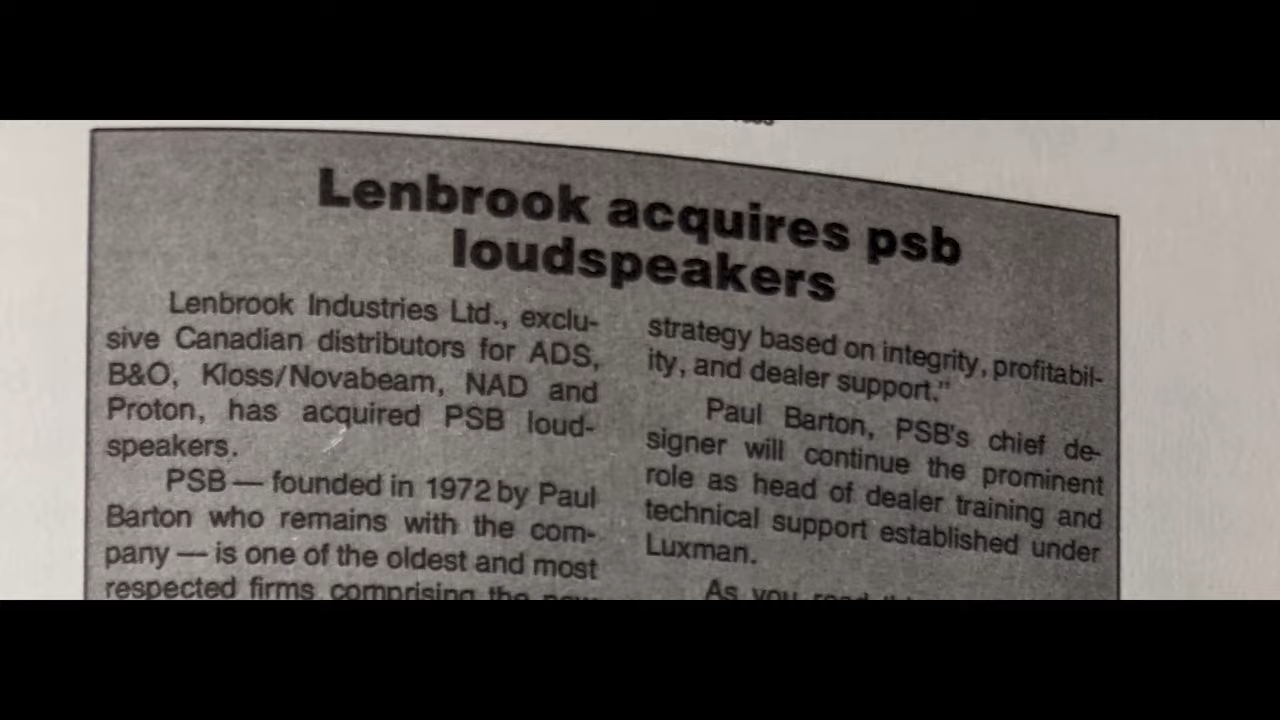 Lenbrook acquires psb
loudspeakers
Lenbrook Industries Ltd., exclu-
sive Canadian distributors for ADS,
B&O, Kloss/Novabeam, NAD and
Proton, has acquired PSB loud-
speakers.
PSB — founded in 1972 by Paul
Barton who remains with the com-
pany — is one of the oldest and most
respected firms comprising the
strategy based on integrity, profitabil-
ity, and dealer support."
Paul Barton, PSB's chief de-
signer will continue the prominent
role as head of dealer training and
technical support established under
Luxman.
As you read